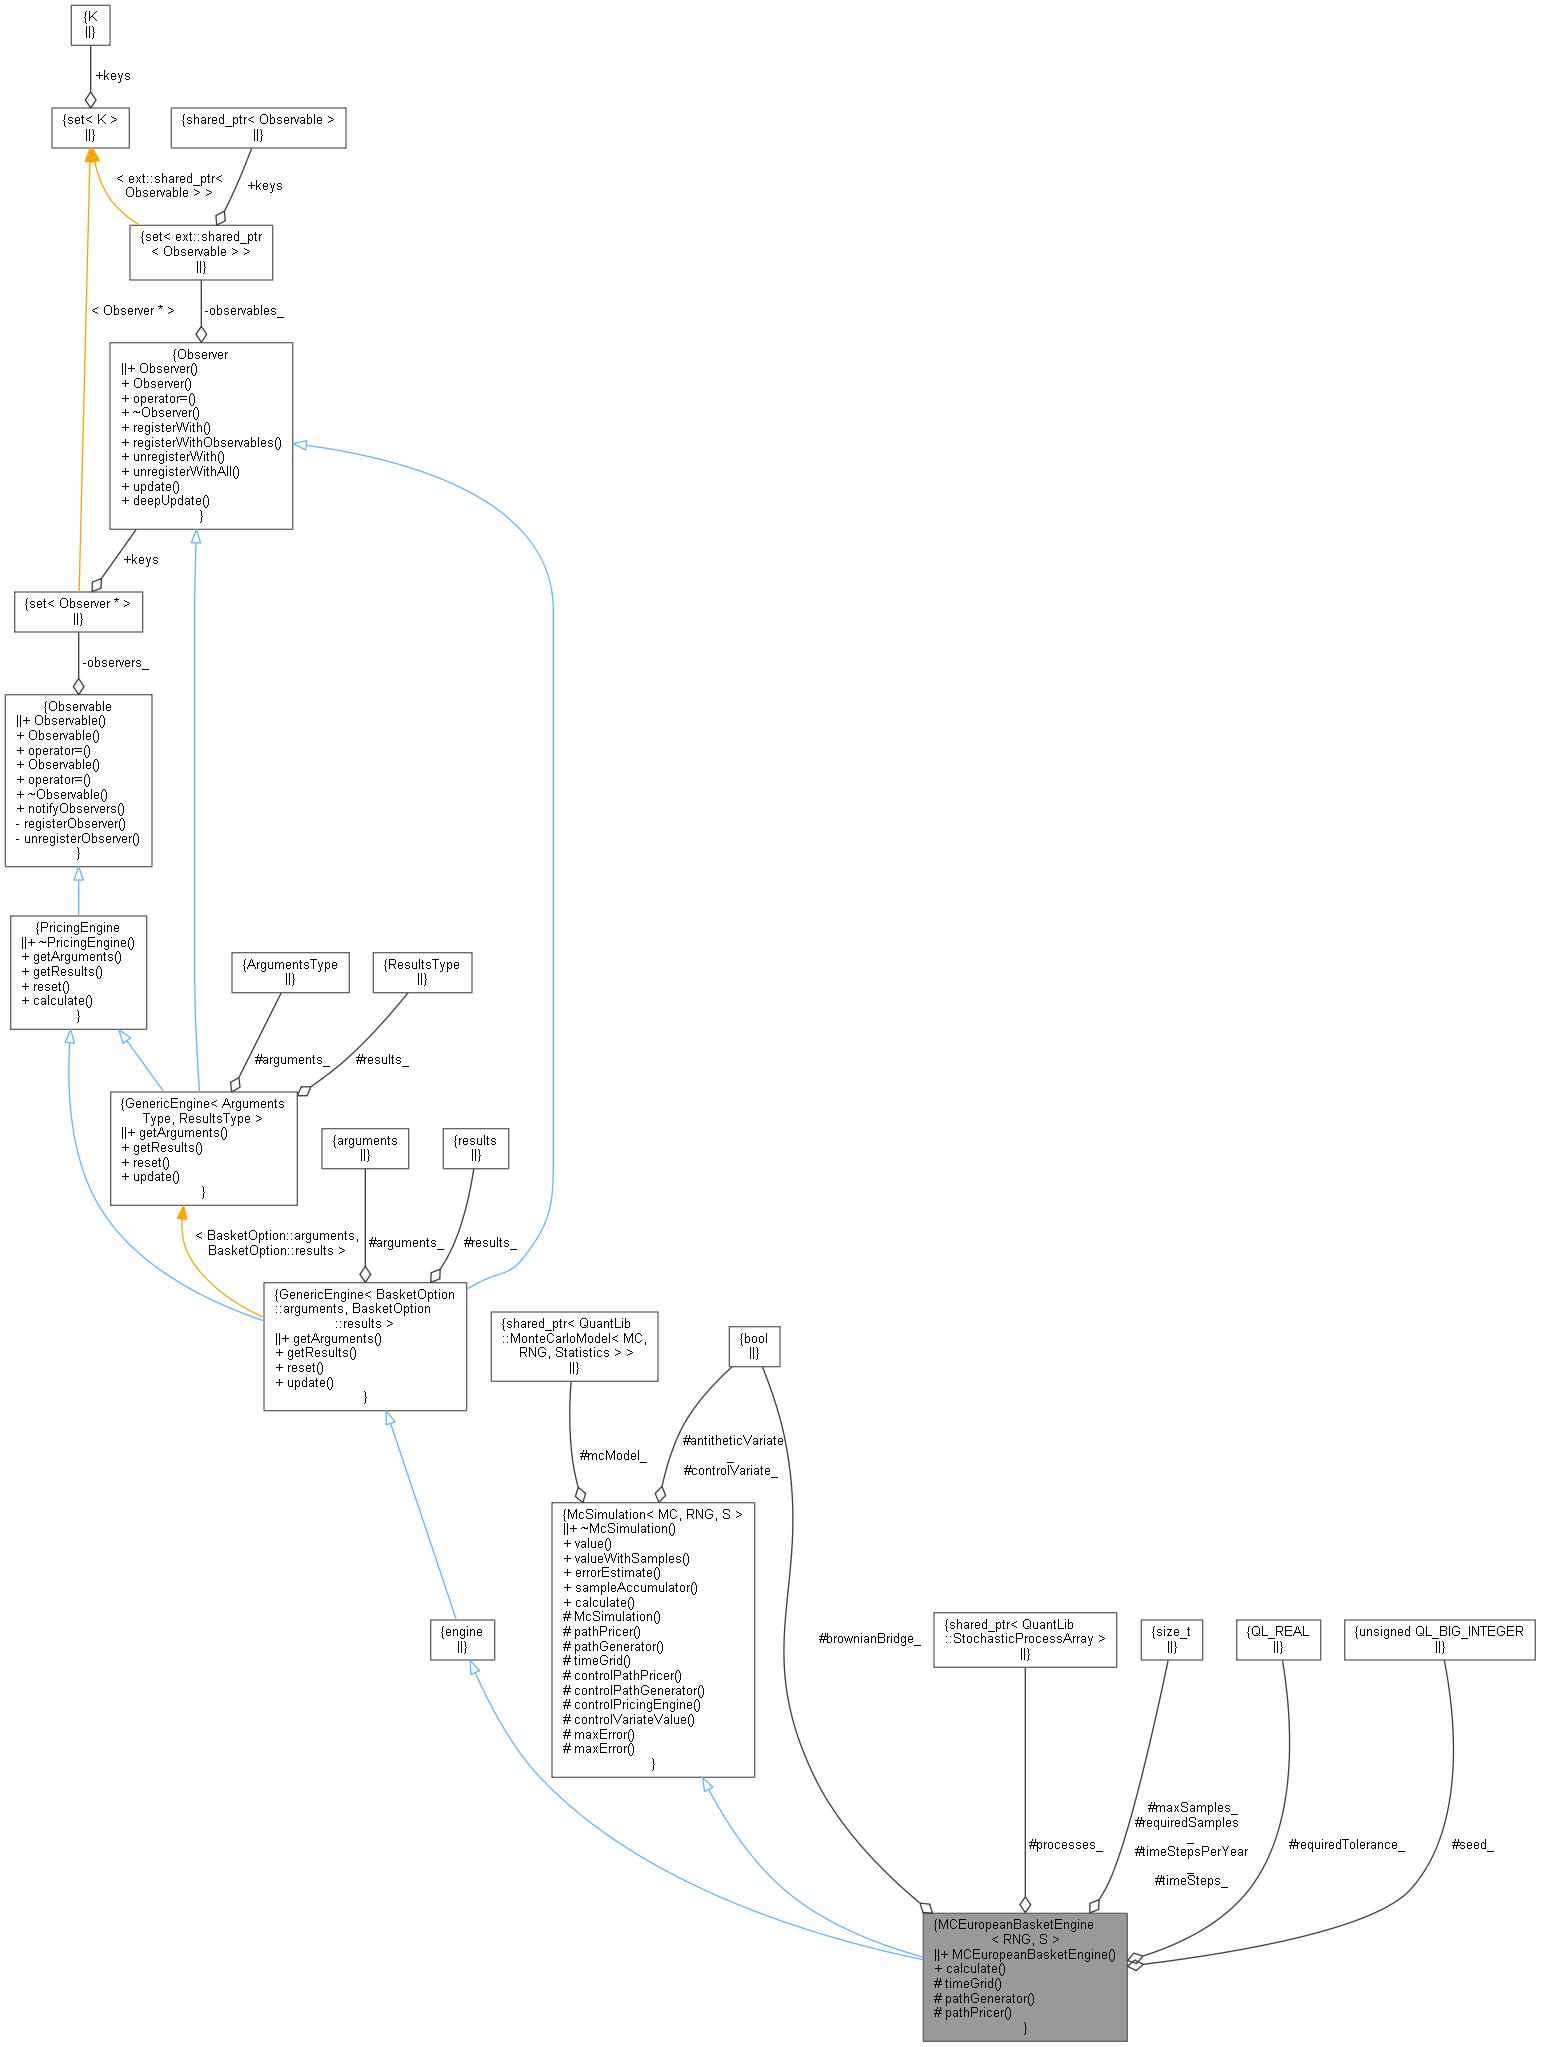 {K
||}
+keys
{set< K >
||}
{shared_ptr< Observable >
||}
< ext::shared_ptr<
Observable > >
+keys
{set< ext::shared_ptr
< Observable > >
||}
< Observer * >
-observables_
{Observer
||+ Observer()
+ Observer()
+ operator=()
+ ~Observer()
+ registerWith()
+ registerWithObservables()
+ unregisterWith()
+ unregisterWithAll()
+ update()
+ deepUpdate()
}
+keys
{set< Observer * >
||}
-observers_
{Observable
||+ Observable()
+ Observable()
+ operator=()
+ Observable()
+ operator=()
+ ~Observable()
+ notifyObservers()
- registerObserver()
- unregisterObserver()
}
{PricingEngine
||+ ~PricingEngine()
+ getArguments()
+ getResults()
+ reset()
+ calculate()
}
{ArgumentsType
||}
{ResultsType
||}
#arguments_
#results_
{GenericEngine< Arguments
Type, ResultsType >
||+ getArguments()
+ getResults()
+ reset()
+ update()
}
{arguments
||}
{results
||}
< BasketOption::arguments,
BasketOption::results >
#arguments_
#results_
{GenericEngine< BasketOption
::arguments, BasketOption
::results >
||+ getArguments()
+ getResults()
+ reset()
+ update()
}
{shared_ptr< QuantLib
::MonteCarloModel< MC,
RNG, Statistics > >
||}
{bool
||}
#mcModel_
#antitheticVariate
_
#controlVariate_
{McSimulation< MC, RNG, S >
||+ ~McSimulation()
+ value()
+ valueWithSamples()
+ errorEstimate()
+ sampleAccumulator()
+ calculate()
# McSimulation()
# pathPricer()
# pathGenerator()
# timeGrid()
# controlPathPricer()
# controlPathGenerator()
# controlPricingEngine()
# controlVariateValue()
# maxError()
# maxError()
}
{engine
||}
#brownianBridge_
{shared_ptr< QuantLib
::StochasticProcessArray >
||}
{size_t
||}
{QL_REAL
||}
{unsigned QL_BIG_INTEGER
||}
#processes_
#maxSamples_
#requiredSamples
_
#timeStepsPerYear
_
#timeSteps_
#requiredTolerance_
#seed_
{MCEuropeanBasketEngine
< RNG, S >
||+ MCEuropeanBasketEngine()
+ calculate()
# timeGrid()
# pathGenerator()
# pathPricer()
}